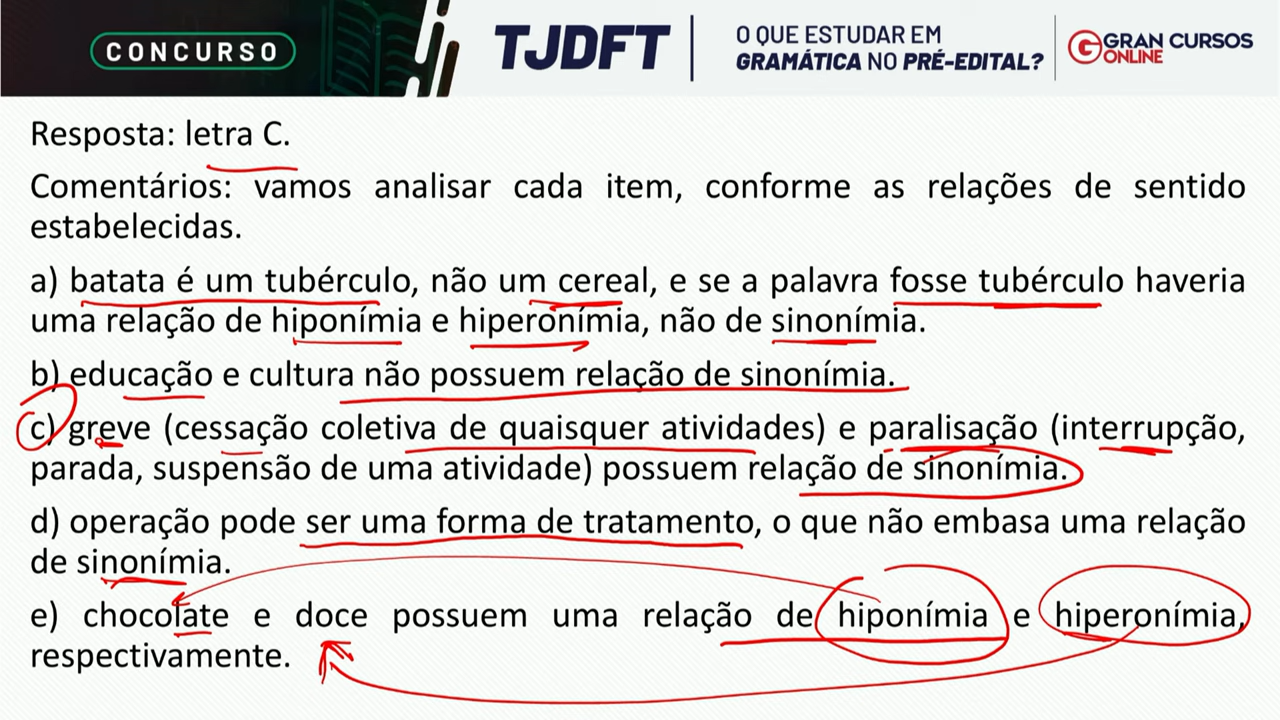 CONCURSO
TJDFT
O QUE ESTUDAR EM
GRAMÁTICA NO PRÉ-EDITAL?
G GRAN CURSOS
ONLINE
Resposta: letra C.
Comentários: vamos analisar cada item, conforme as relações de sentido
estabelecidas.
a) batata é um tubérculo, não um cereal, e se a palavra fosse tubérculo haveria
uma relação de hiponímia e hiperonímia, não de sinonímia.
b) educação e cultura não possuem relação de sinonímia.
c) greve (cessação coletiva de quaisquer atividades) e paralisação (interrupção,
parada, suspensão de uma atividade) possuem relação de sinonímia.
d) operação pode ser uma forma de tratamento, o que não embasa uma relação
de sinonímia.
e) chocolate e doce possuem uma relação de hiponímia e hiperonímia,
respectivamente.